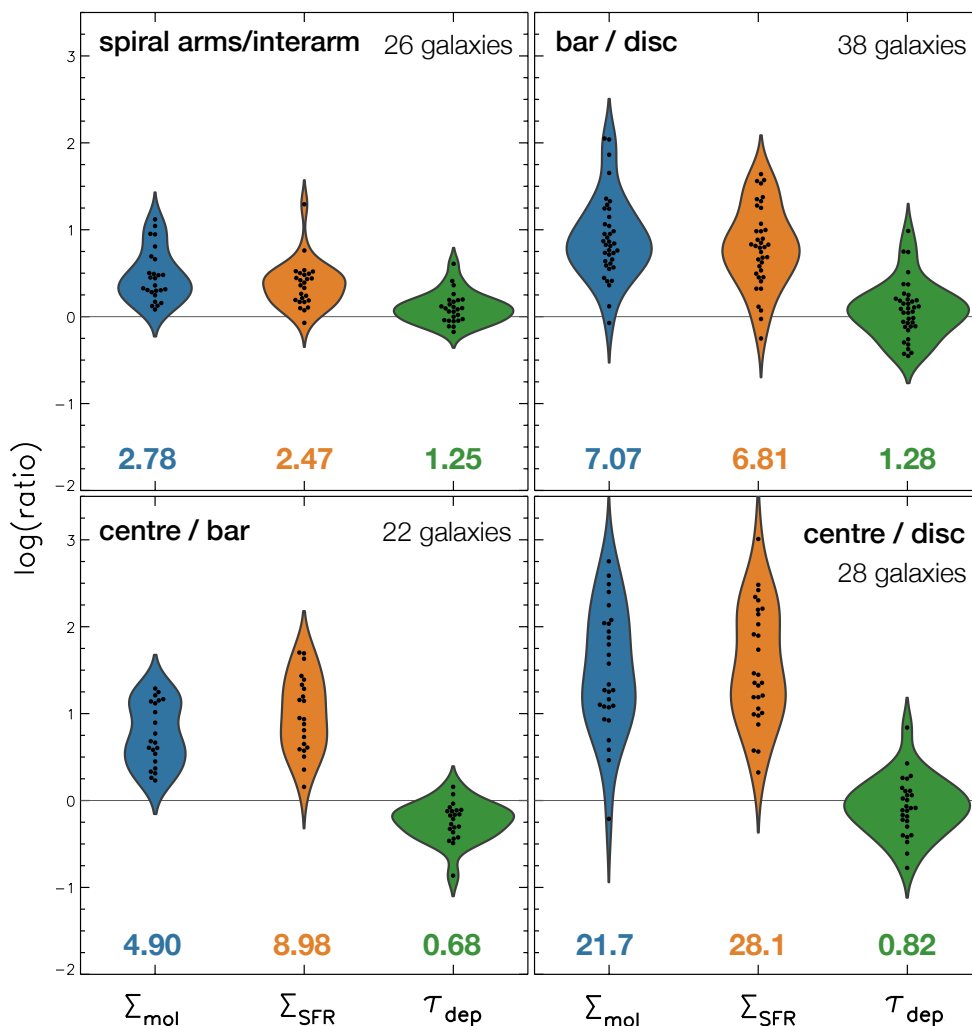 spiral arms/interarm 26 galaxies
bar / disc 38 galaxies
3
2
1
0
−1
−2
2.78 2.47 1.25
7.07 6.81 1.28
log(ratio)
centre / bar 22 galaxies
centre / disc
28 galaxies
3
2
1
0
−1
−2
4.90 8.98 0.68
21.7 28.1 0.82
Σmol ΣSFR τdep Σmol ΣSFR τdep